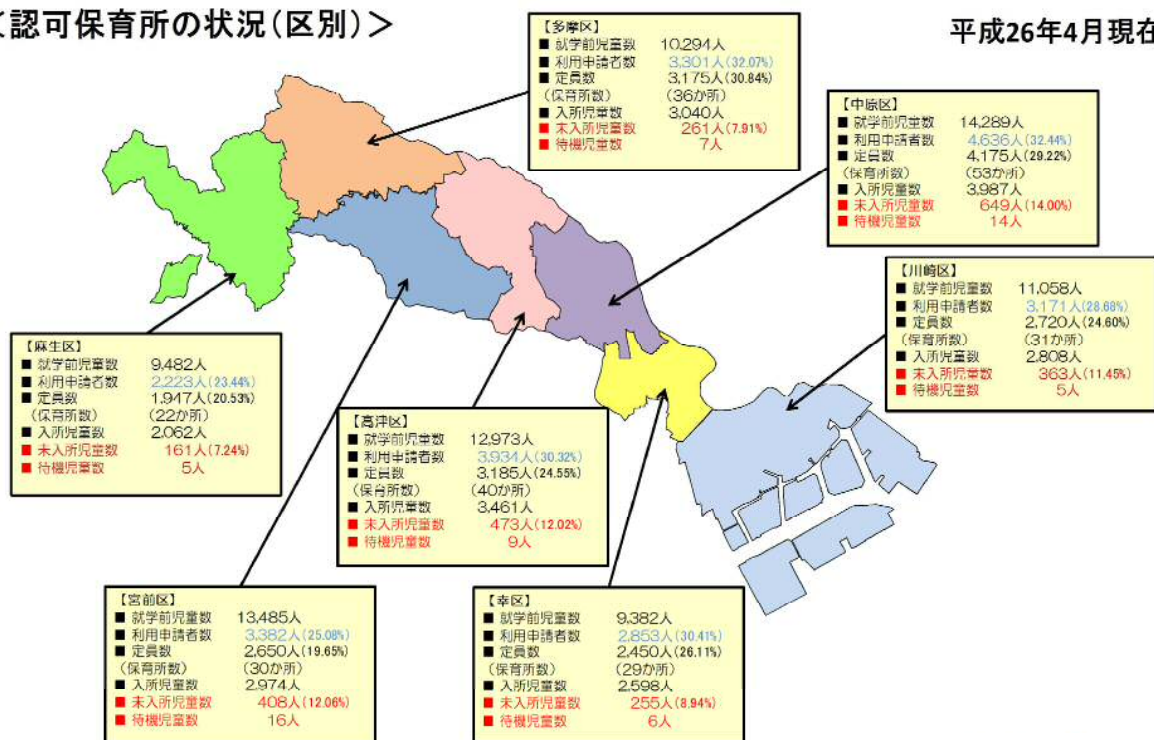 認可保育所の状況(区別)＞
平成26年4月現在
【多摩区】
■ 就学前児童数 10,294人
■ 利用申請者数 3,301人(32.07%)
■ 定員数 3,175人(30.84%)
(保育所数) (36か所)
■ 入所児童数 3,040人
■ 未入所児童数 261人(7.91%)
■ 待機児童数 7人
【中原区】
■ 就学前児童数 14,289人
■ 利用申請者数 4,636人(32.44%)
■ 定員数 4,175人(29.22%)
(保育所数) (53か所)
■ 入所児童数 3,987人
■ 未入所児童数 649人(14.00%)
■ 待機児童数 14人
【川崎区】
■ 就学前児童数 11,058人
■ 利用申請者数 3,171人(28.68%)
■ 定員数 2,720人(24.60%)
(保育所数) (31か所)
■ 入所児童数 2,808人
■ 未入所児童数 363人(11.45%)
■ 待機児童数 5人
【麻生区】
■ 就学前児童数 9,482人
■ 利用申請者数 2,223人(23.44%)
■ 定員数 1,947人(20.53%)
(保育所数) (22か所)
■ 入所児童数 2,062人
■ 未入所児童数 161人(7.24%)
■ 待機児童数 5人
【高津区】
■ 就学前児童数 12,973人
■ 利用申請者数 3,934人(30.32%)
■ 定員数 3,185人(24.55%)
(保育所数) (40か所)
■ 入所児童数 3,461人
■ 未入所児童数 473人(12.02%)
■ 待機児童数 9人
【宮前区】
■ 就学前児童数 13,485人
■ 利用申請者数 3,382人(25.08%)
■ 定員数 2,650人(19.65%)
(保育所数) (30か所)
■ 入所児童数 2,974人
■ 未入所児童数 408人(12.06%)
■ 待機児童数 16人
【幸区】
■ 就学前児童数 9,382人
■ 利用申請者数 2,853人(30.41%)
■ 定員数 2,450人(26.11%)
(保育所数) (29か所)
■ 入所児童数 2,598人
■ 未入所児童数 255人(8.94%)
■ 待機児童数 6人